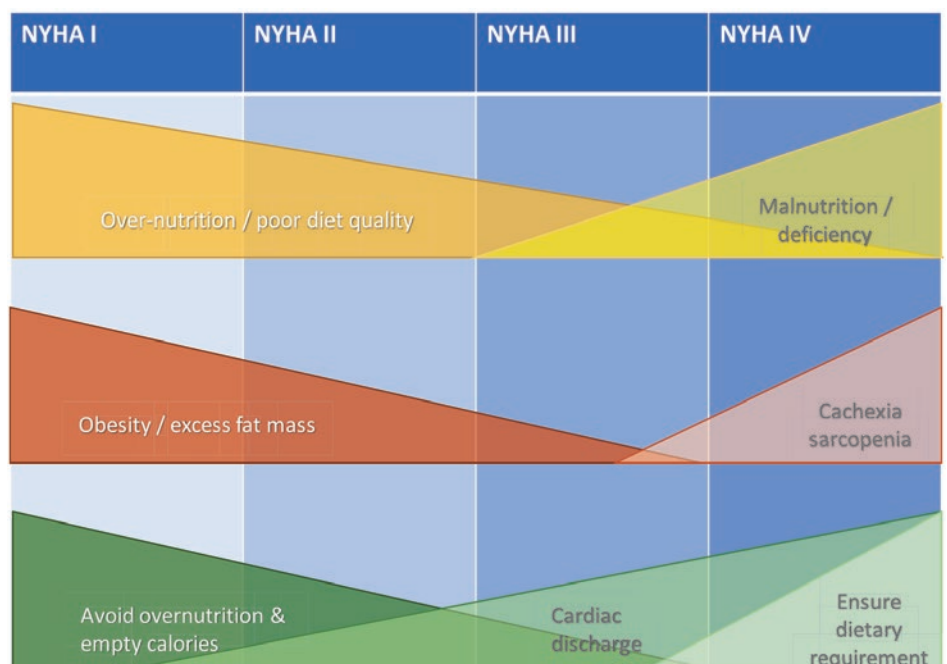 NYHA I
NYHA II
NYHA III
NYHA IV
Over-nutrition / poor diet quality
Malnutrition /
deficiency
Obesity / excess fat mass
Cachexia
sarcopenia
Avoid overnutrition &
empty calories
Cardiac
discharge
Ensure
dietary
requirement